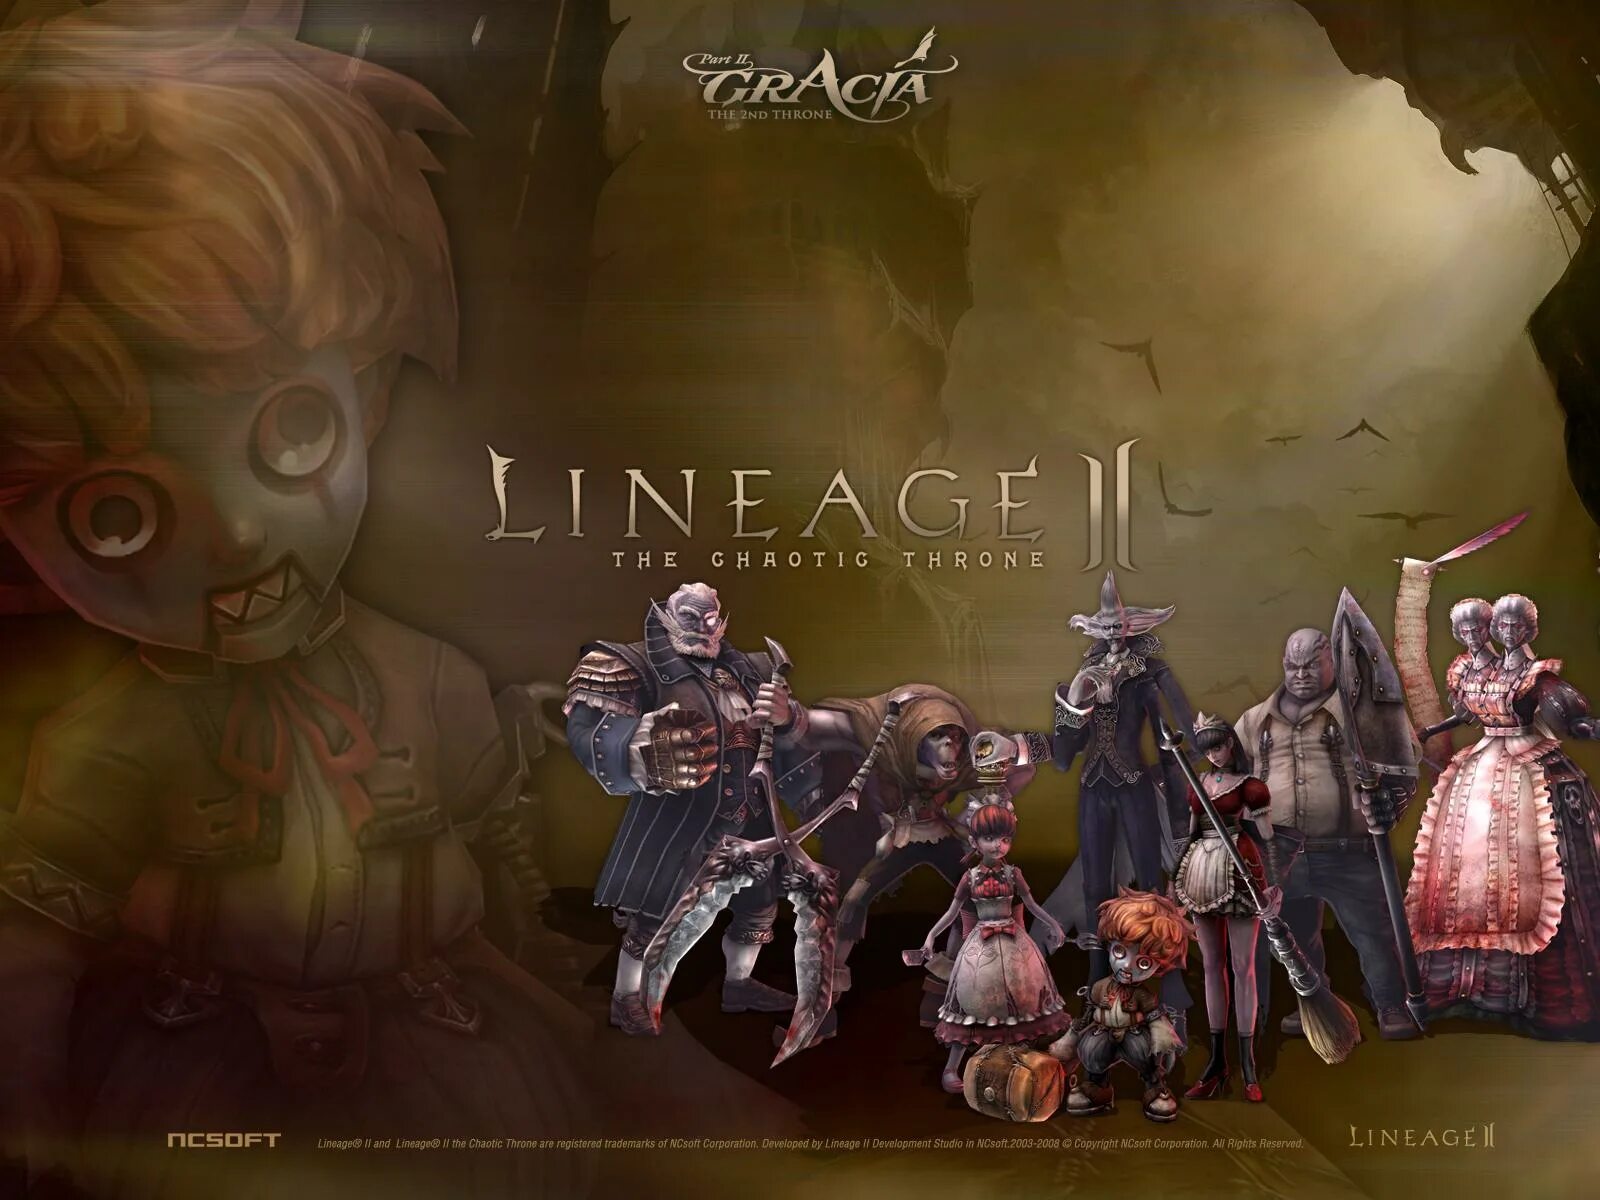 Part II
GRACIA
THE 2ND THRONE
LINEAGE II
THE CHAOTIC THRONE
NCSOFT
Lineage® II and Lineage® II the Chaotic Throne are registered trademarks of NCsoft Corporation. Developed by Lineage II Development Studio in NCsoft.2003-2008 © Copyright NCsoft Corporation. All Rights Reserved.
LINEAGE II